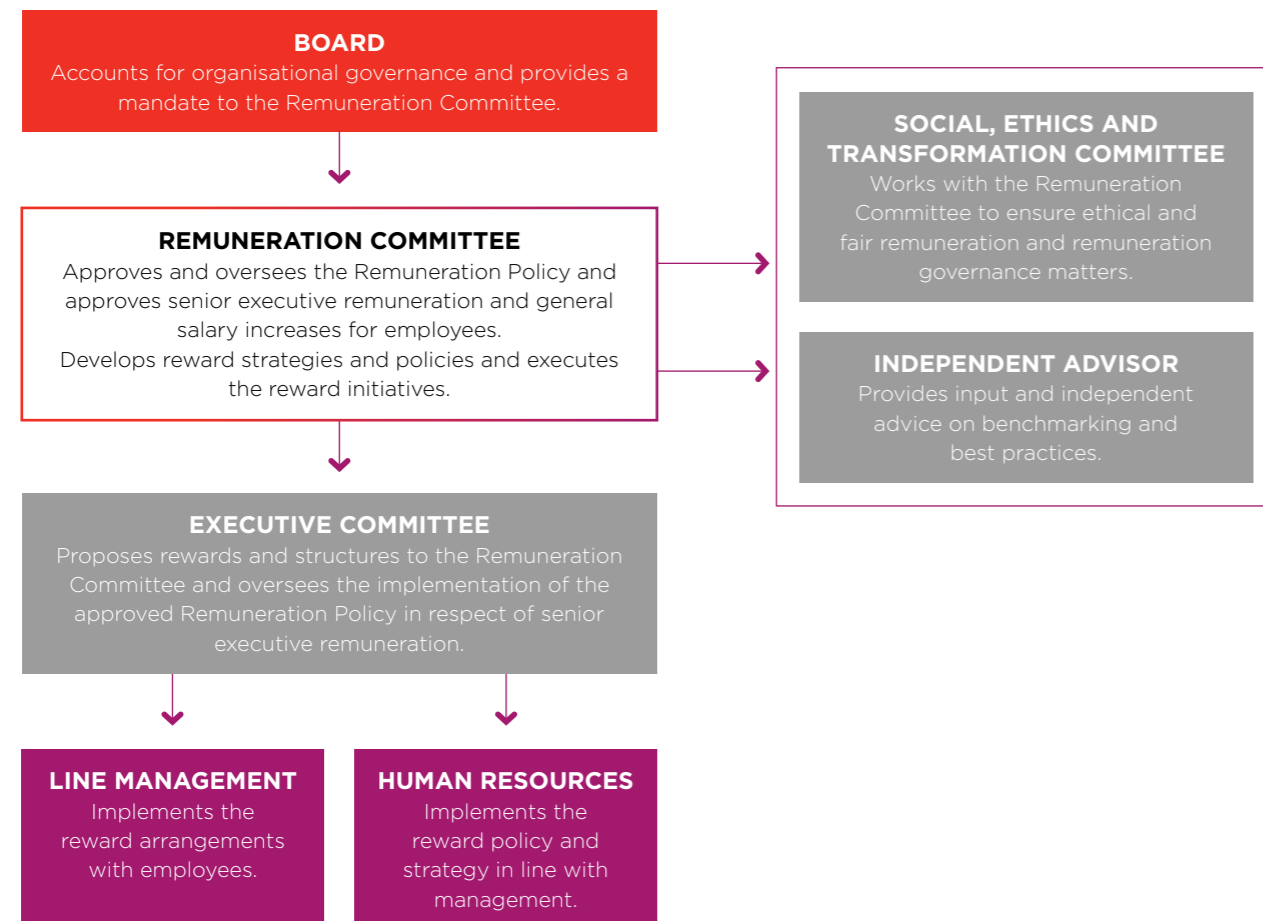 BOARD
Accounts for organisational governance and provides a
mandate to the Remuneration Committee.
REMUNERATION COMMITTEE
Approves and oversees the Remuneration Policy and
approves senior executive remuneration and general
salary increases for employees.
Develops reward strategies and policies and executes
the reward initiatives.
SOCIAL, ETHICS AND
TRANSFORMATION COMMITTEE
Works with the Remuneration
Committee to ensure ethical and
fair remuneration and remuneration
governance matters.
INDEPENDENT ADVISOR
Provides input and independent
advice on benchmarking and
best practices.
EXECUTIVE COMMITTEE
Proposes rewards and structures to the Remuneration
Committee and oversees the implementation of the
approved Remuneration Policy in respect of senior
executive remuneration.
LINE MANAGEMENT
Implements the
reward arrangements
with employees.
HUMAN RESOURCES
Implements the
reward policy and
strategy in line with
management.